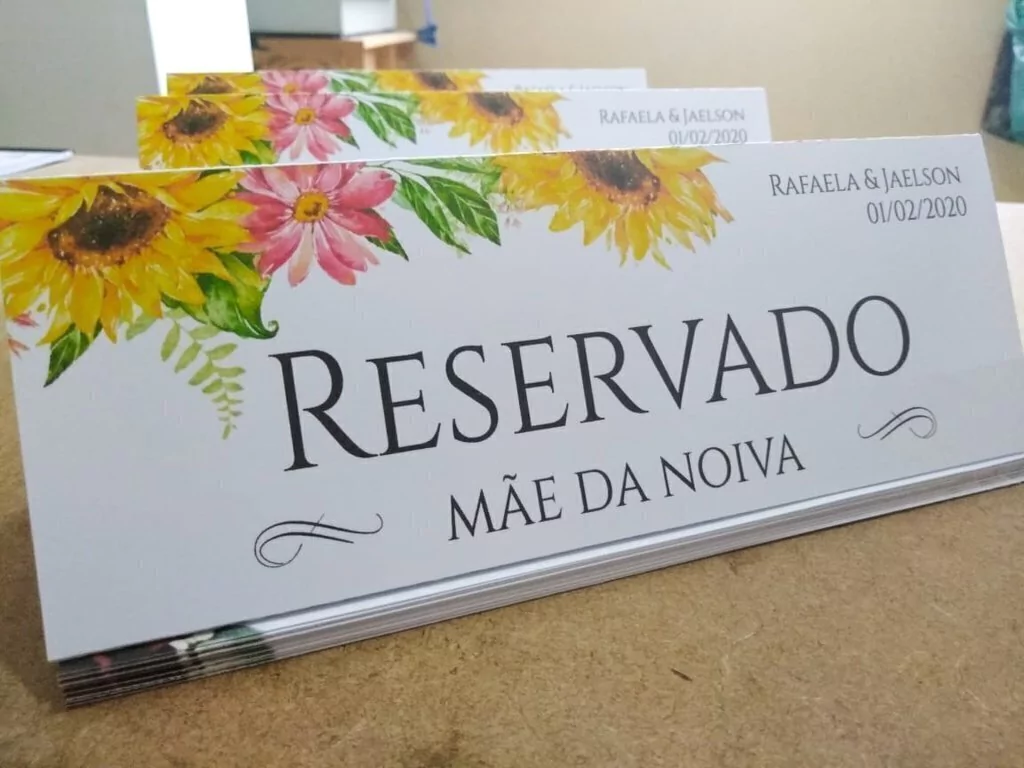 RAFAELA & JAELSON
01/02/2020
RAFAELA & JAELSON
01/02/2020
RESERVADO
MÃE DA NOIVA